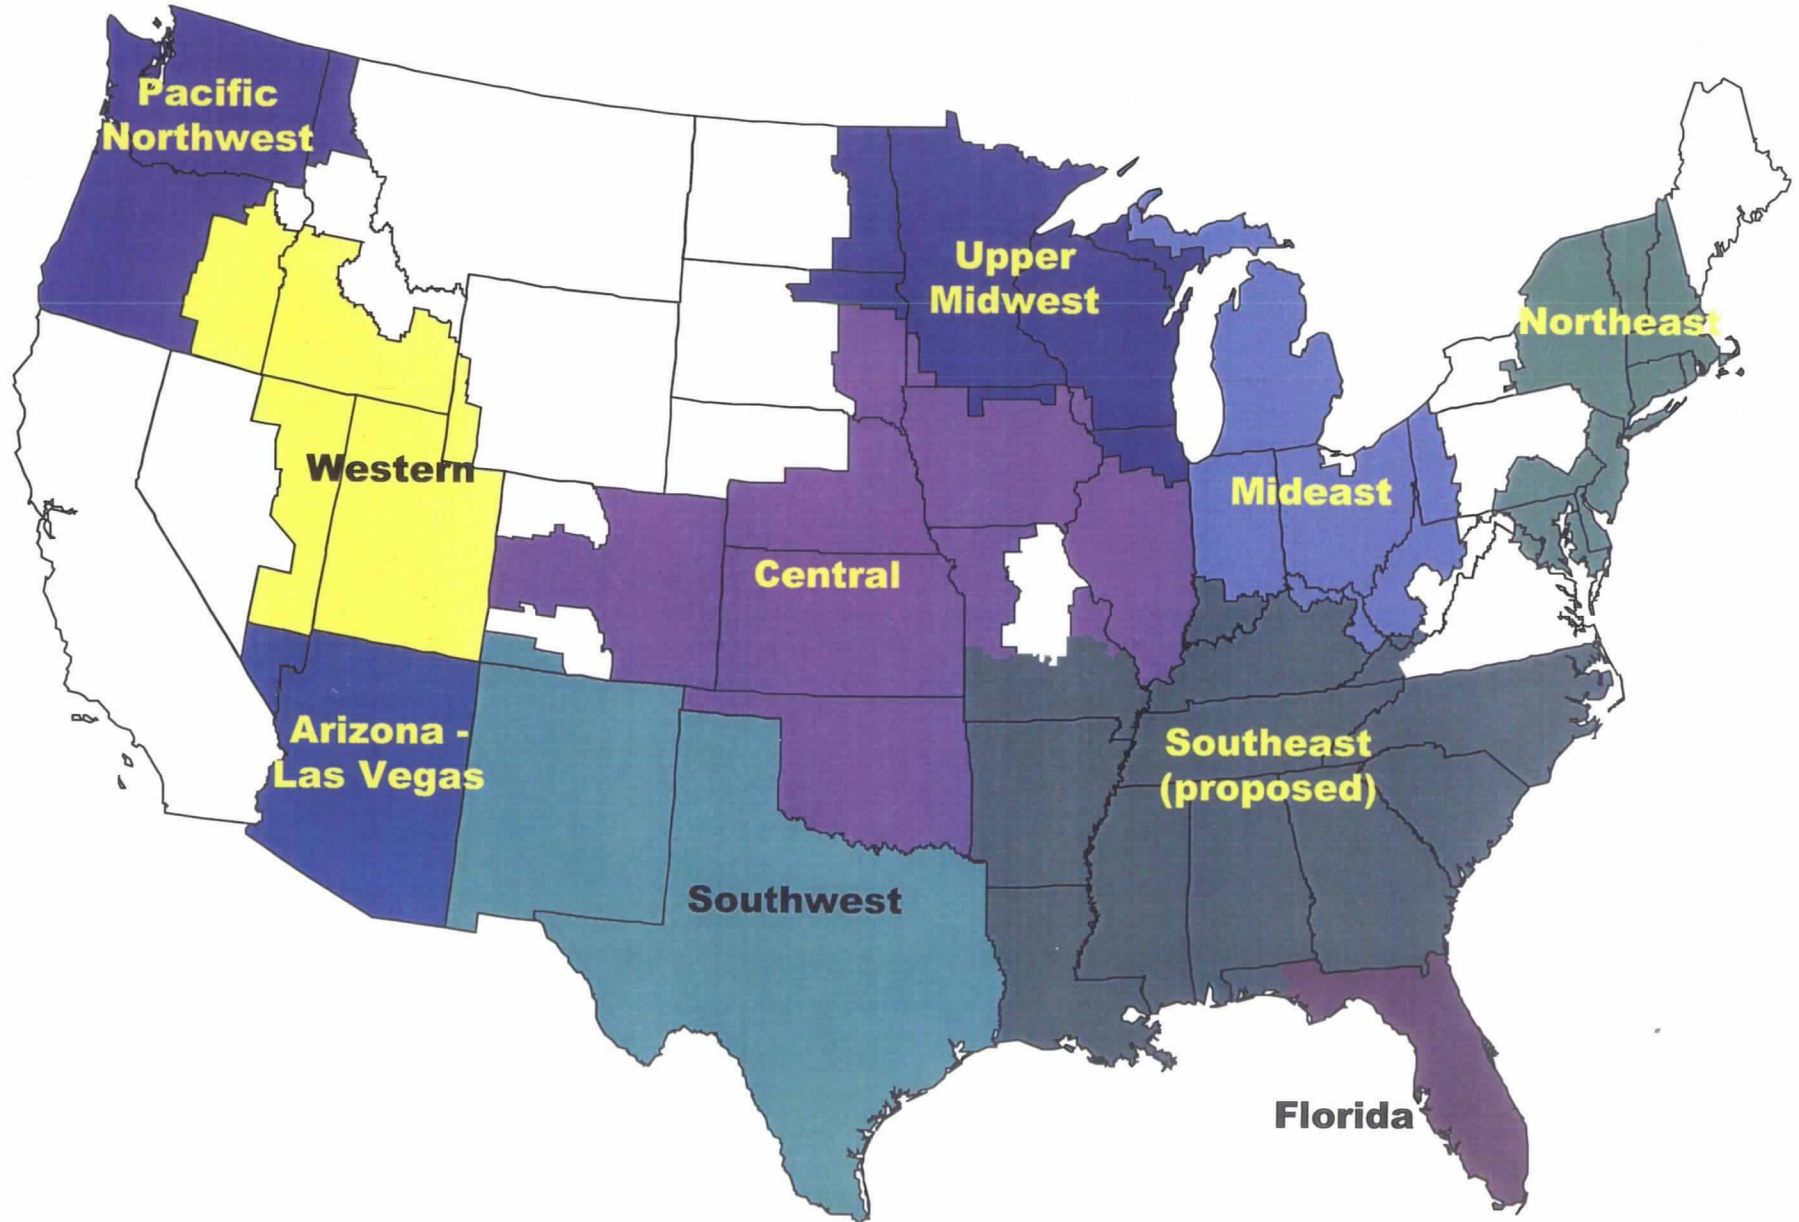 Pacific
Northwest
Upper
Midwest
Northeast
Western
Mideast
Central
Arizona -
Las Vegas
Southeast
(proposed)
Southwest
Florida